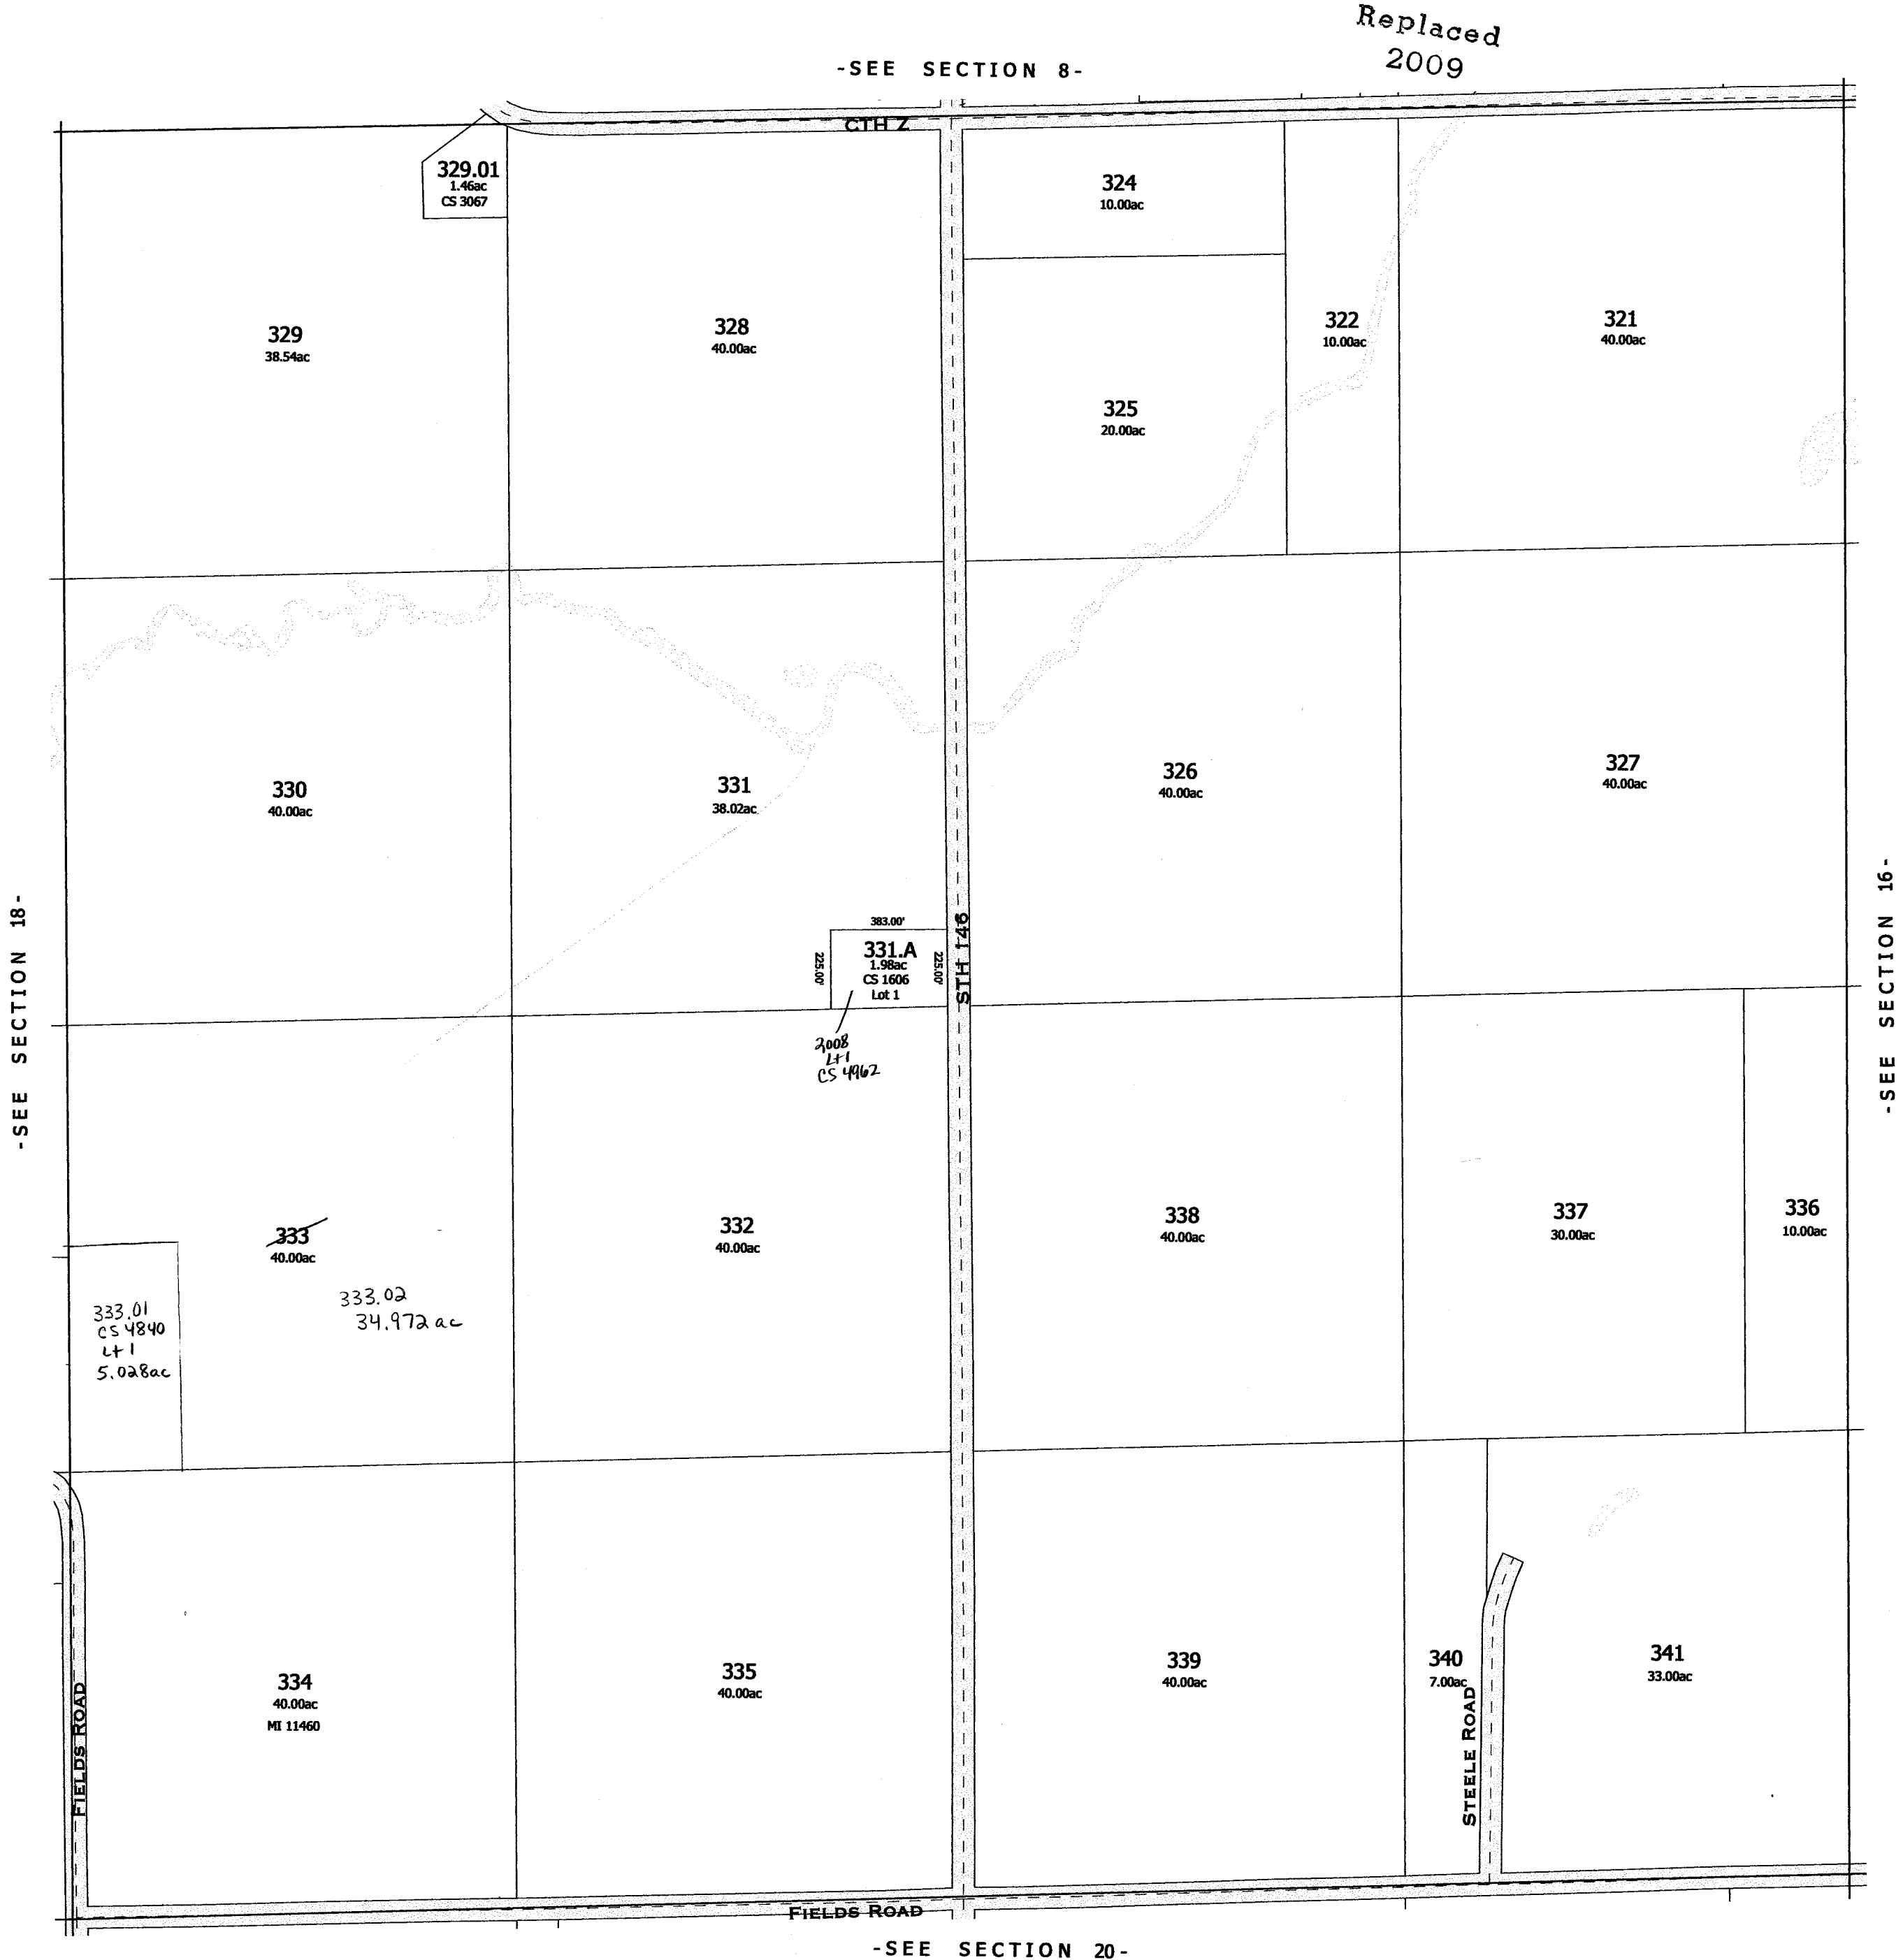 Replaced
2009
-SEE SECTION 8-
CTH Z
329.01
1.46ac
CS 3067
324
10.00ac
329
38.54ac
328
40.00ac
322
10.00ac
321
40.00ac
325
20.00ac
330
40.00ac
331
38.02ac
326
40.00ac
327
40.00ac
-SEE SECTION 18-
-SEE SECTION 16-
383.00'
225.00'
331.A
1.98ac
CS 1606
Lot 1
225.00'
STH 146
2008
Lt 1
CS 4962
333
40.00ac
332
40.00ac
338
40.00ac
337
30.00ac
336
10.00ac
333.01
CS 4840
Lt 1
5.028ac
333.02
34.972 ac
334
40.00ac
MI 11460
335
40.00ac
339
40.00ac
340
7.00ac
341
33.00ac
FIELDS ROAD
STEELE ROAD
FIELDS ROAD
-SEE SECTION 20-